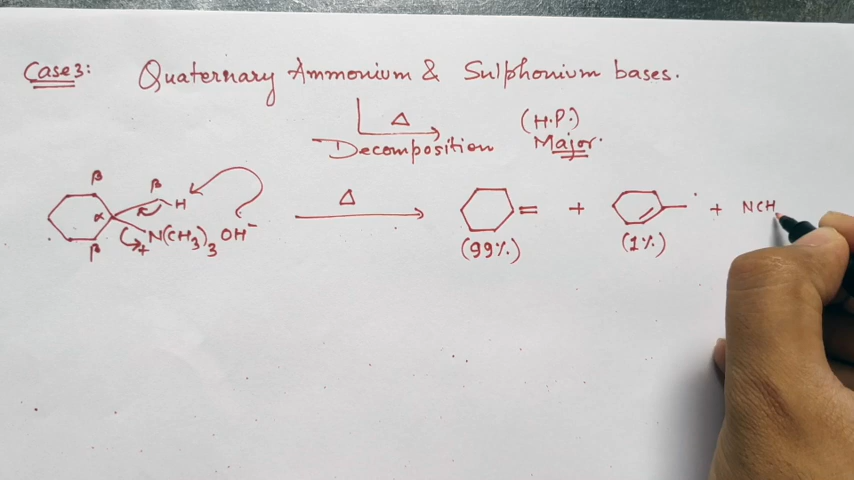 Case 3: Quaternary Ammonium & Sulphonium bases.
Δ
(H.P.)
Decomposition Major.
β
β
H
α
N(CH3)3 OH⁻
+
β
Δ
+ + NCH
(99%) (1%)